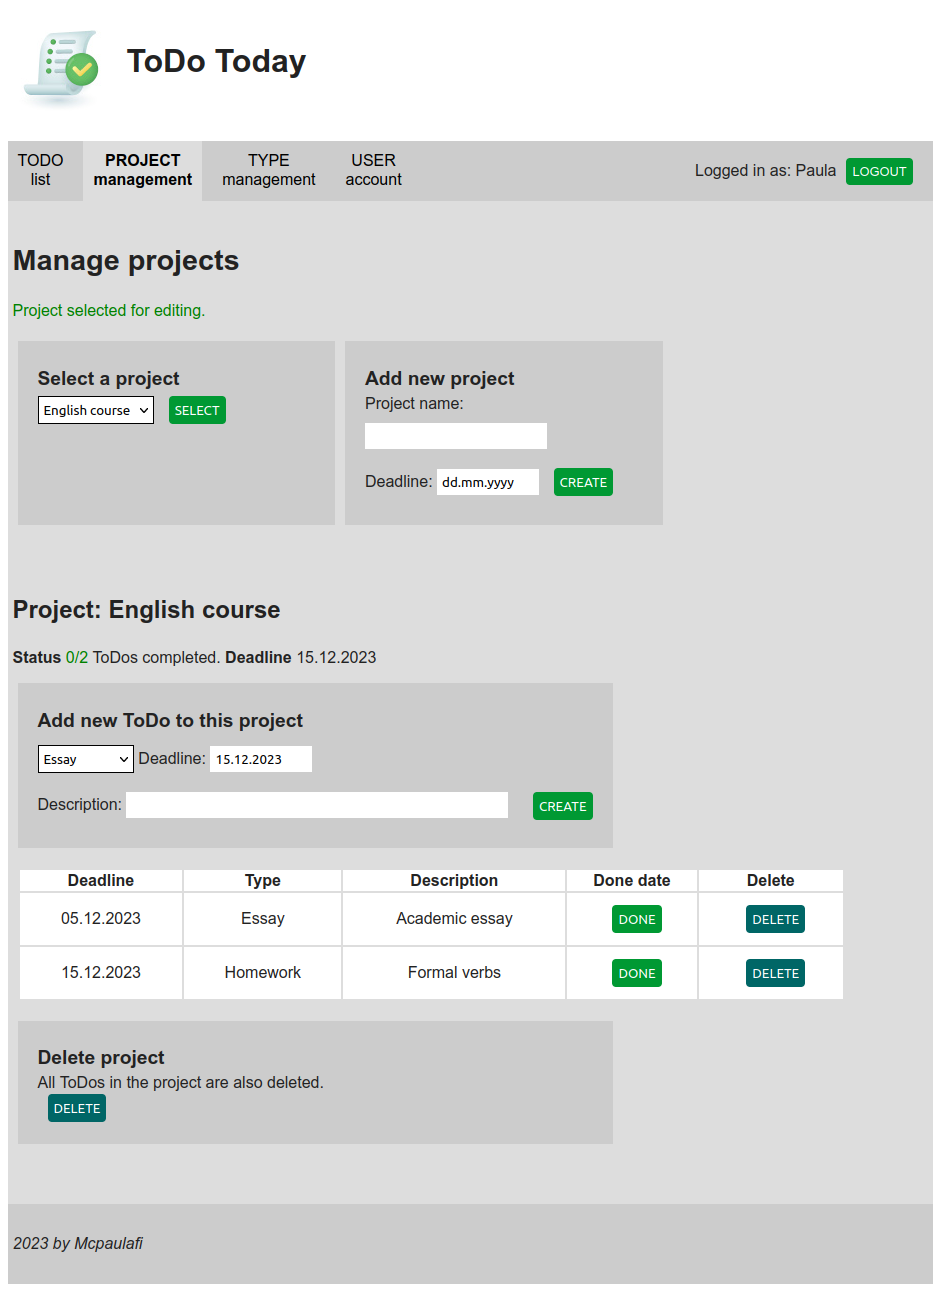 ToDo Today
TODO list
PROJECT management
TYPE management
USER account
Logged in as: Paula LOGOUT
Manage projects
Project selected for editing.
Select a project
English course SELECT
Add new project
Project name:
Deadline: dd.mm.yyyy CREATE
Project: English course
Status 0/2 ToDos completed. Deadline 15.12.2023
Add new ToDo to this project
Essay Deadline: 15.12.2023
Description: CREATE
Deadline Type Description Done date Delete
05.12.2023 Essay Academic essay DONE DELETE
15.12.2023 Homework Formal verbs DONE DELETE
Delete project
All ToDos in the project are also deleted.
DELETE
2023 by Mcpaulafi